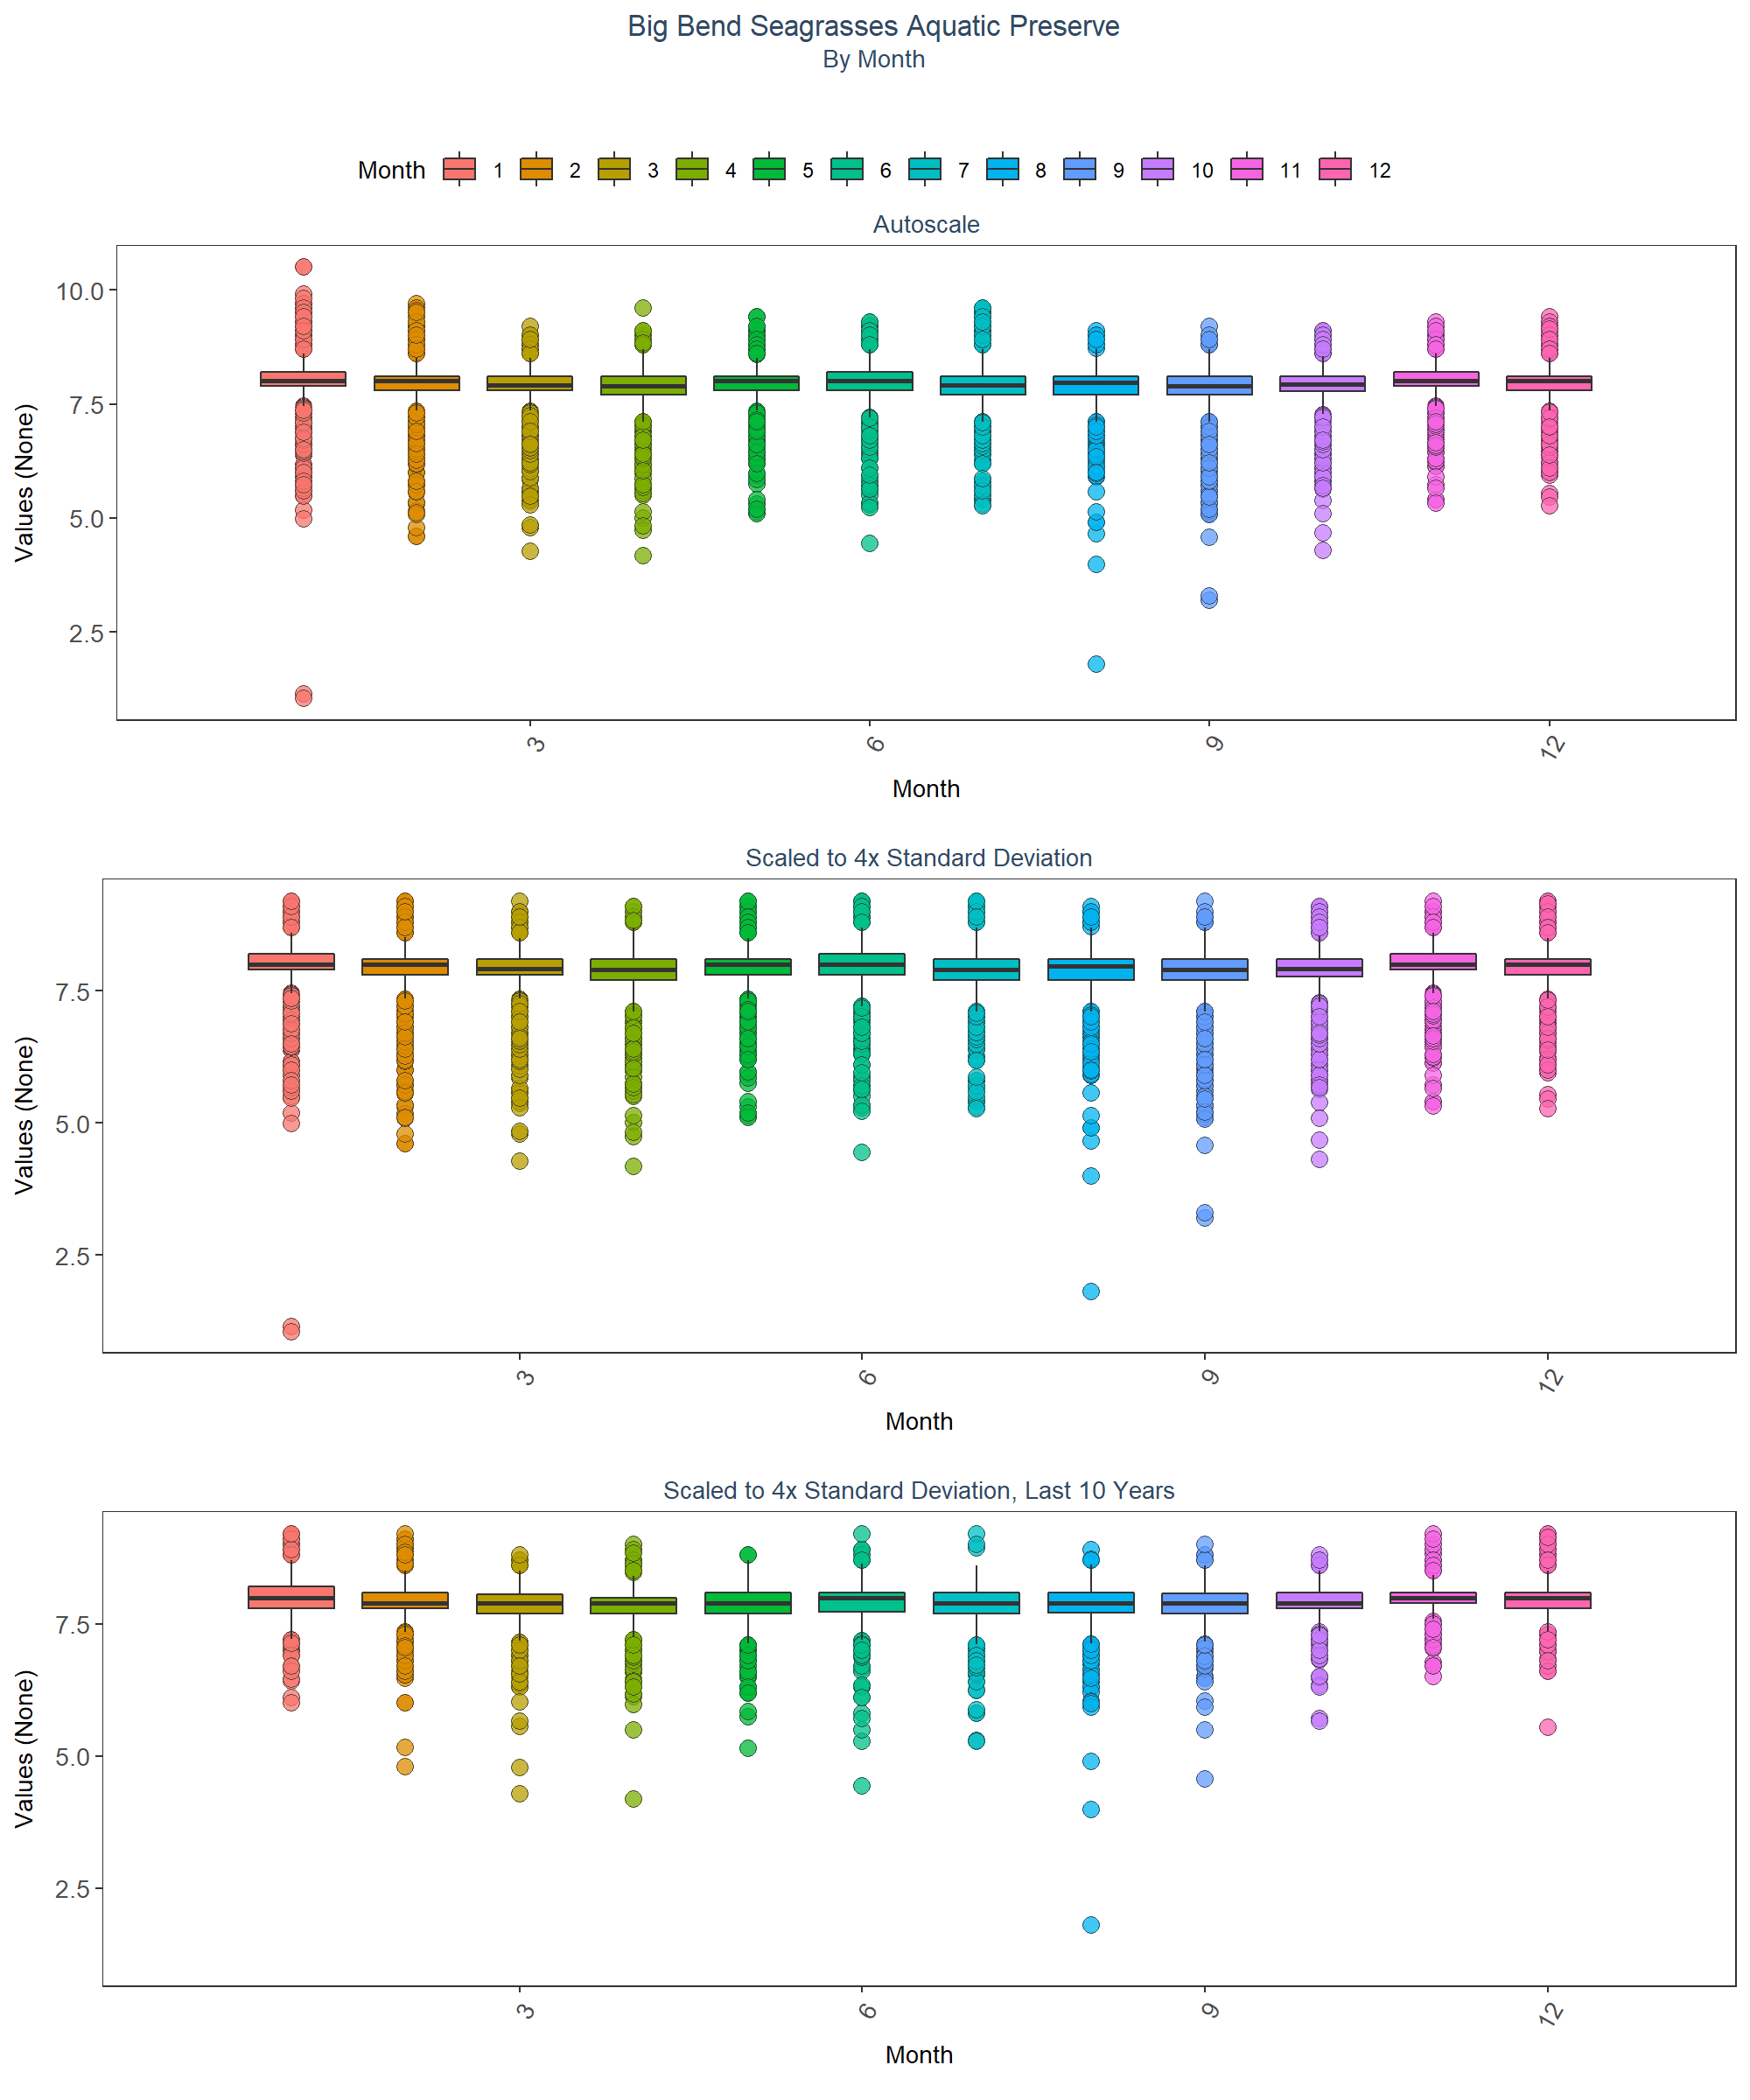 Big Bend Seagrasses Aquatic Preserve
By Month
Month 1 2 3 4 5 6 7 8 9 10 11 12
Autoscale
Values (None)
10.0
7.5
5.0
2.5
3 6 9 12
Month
Scaled to 4x Standard Deviation
Values (None)
7.5
5.0
2.5
3 6 9 12
Month
Scaled to 4x Standard Deviation, Last 10 Years
Values (None)
7.5
5.0
2.5
3 6 9 12
Month